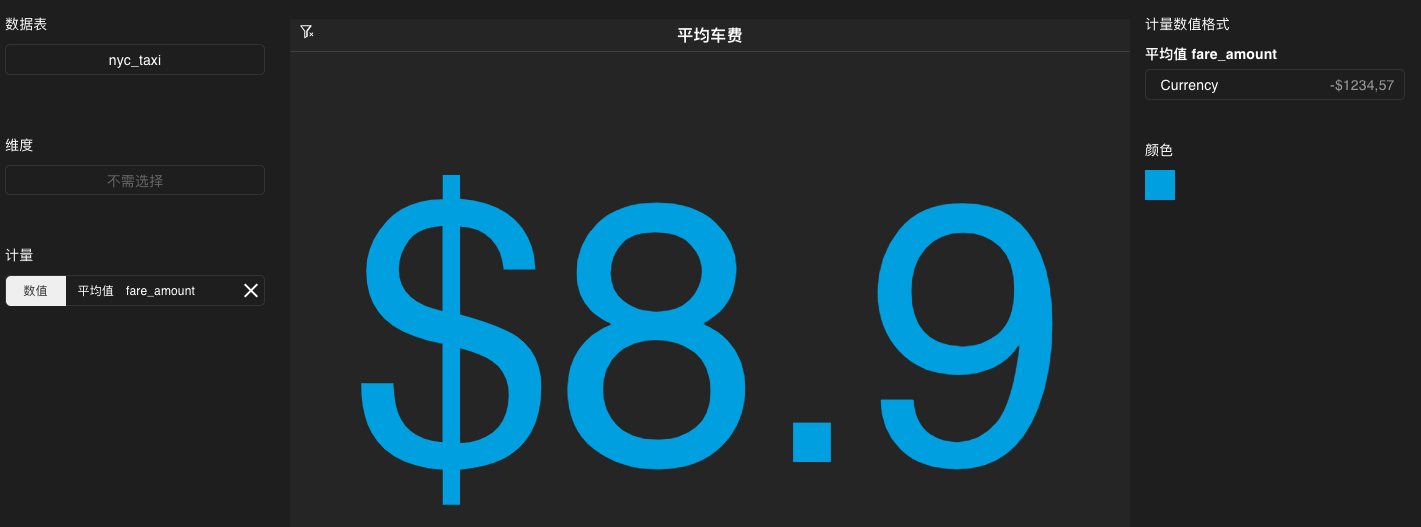 数据表
nyc_taxi
维度
不需选择
计量
数值 平均值 fare_amount
平均车费
$8.9
计量数值格式
平均值 fare_amount
Currency -$1234,57
颜色